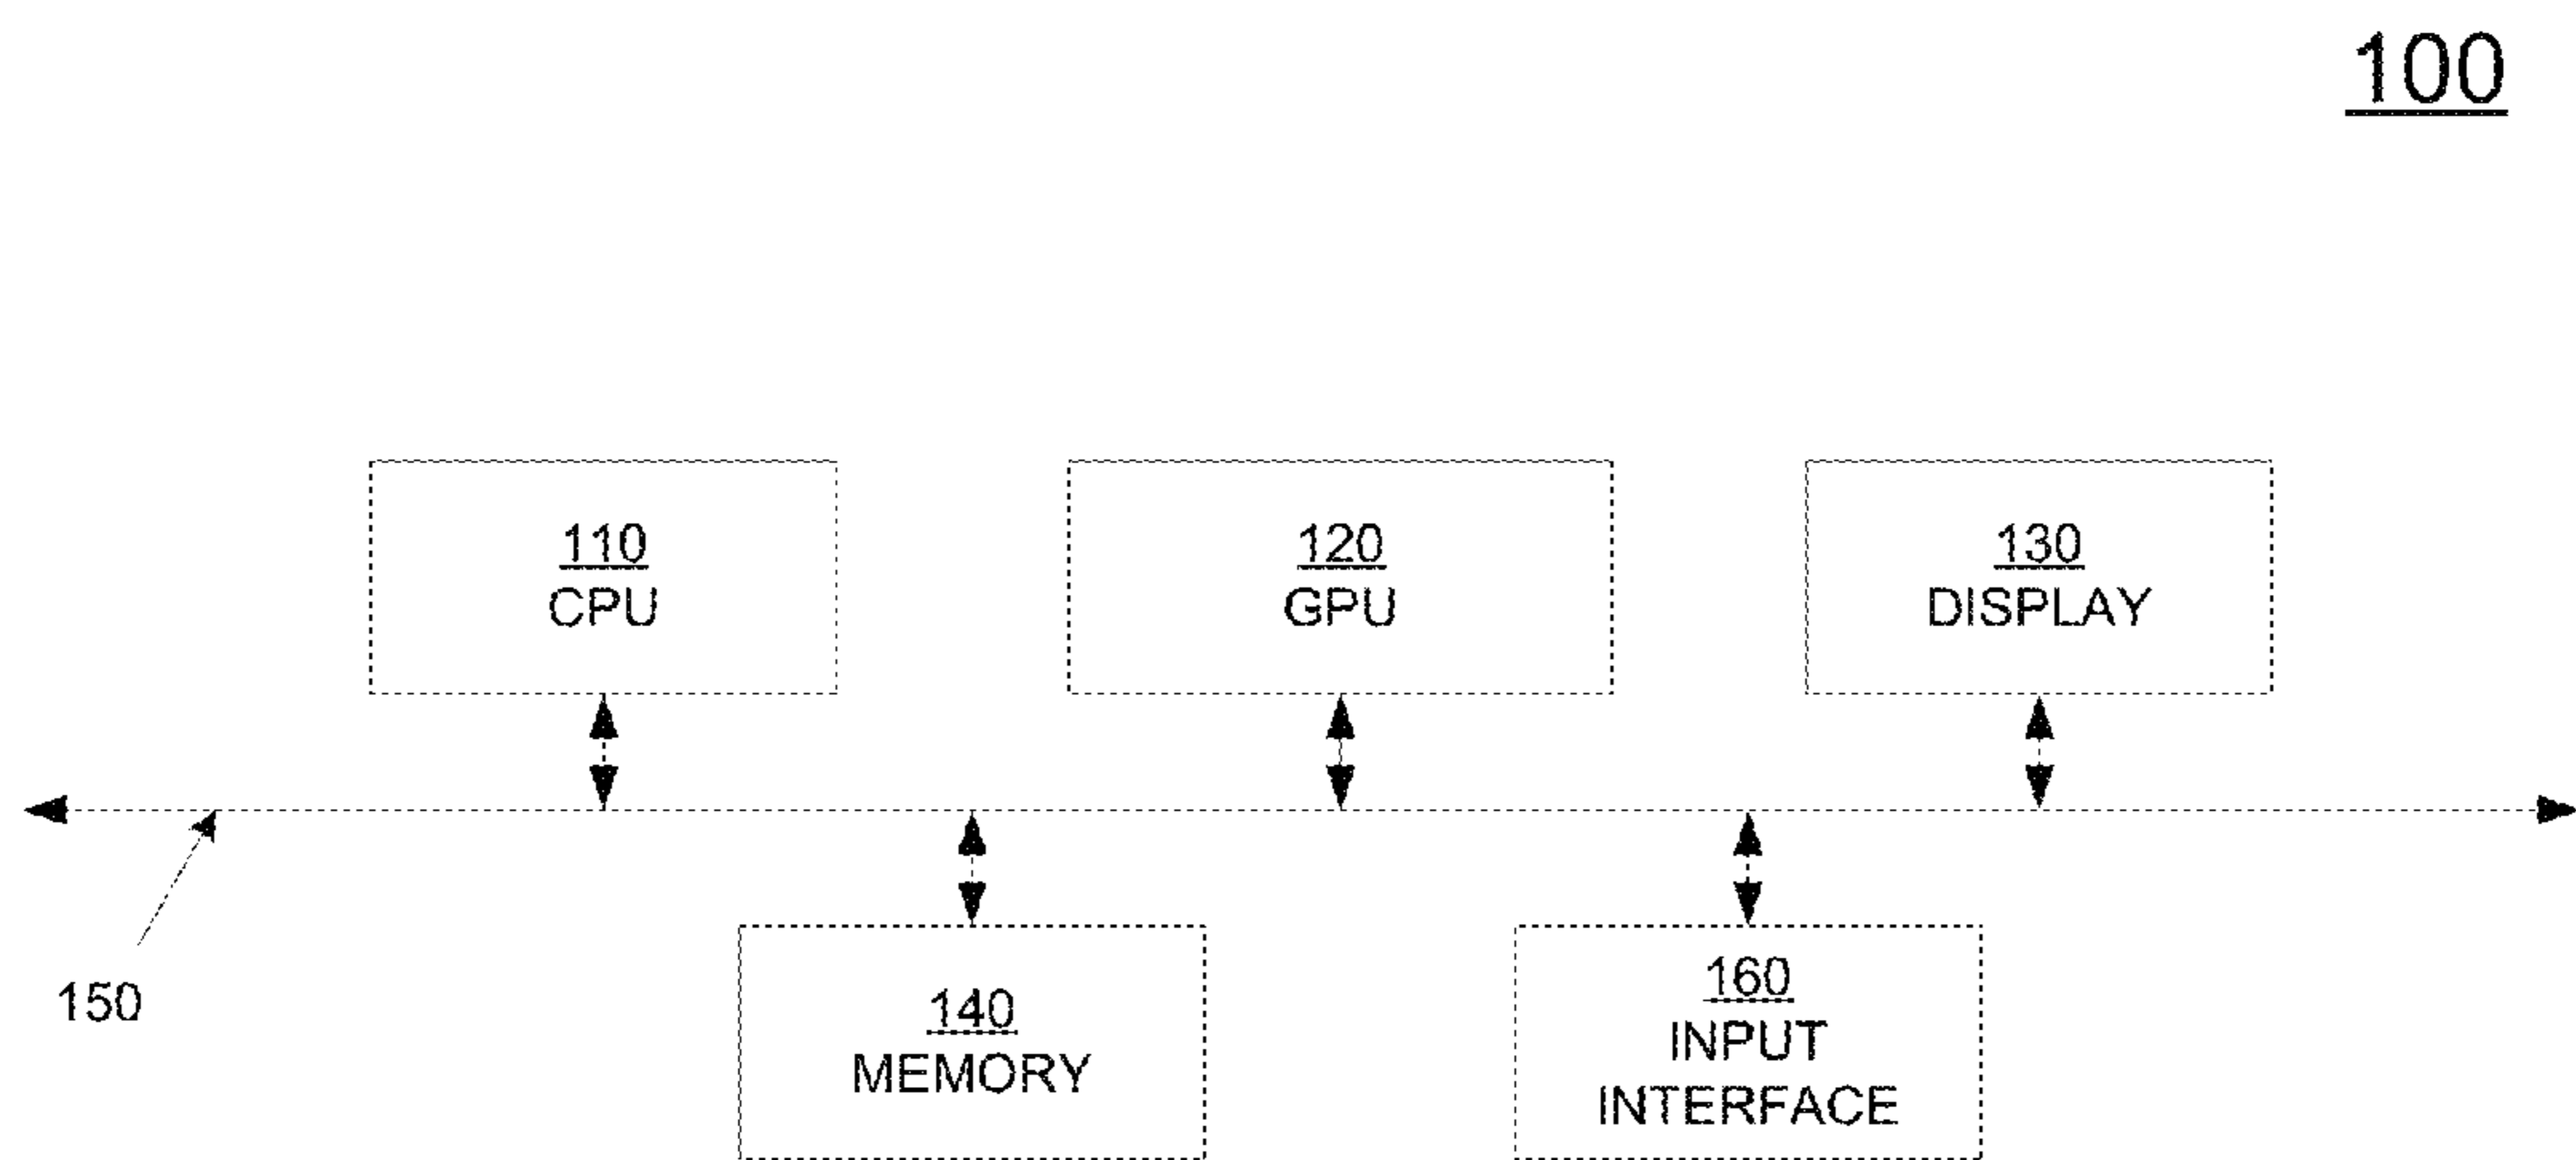 100
110
CPU
120
GPU
130
DISPLAY
150
140
MEMORY
160
INPUT
INTERFACE